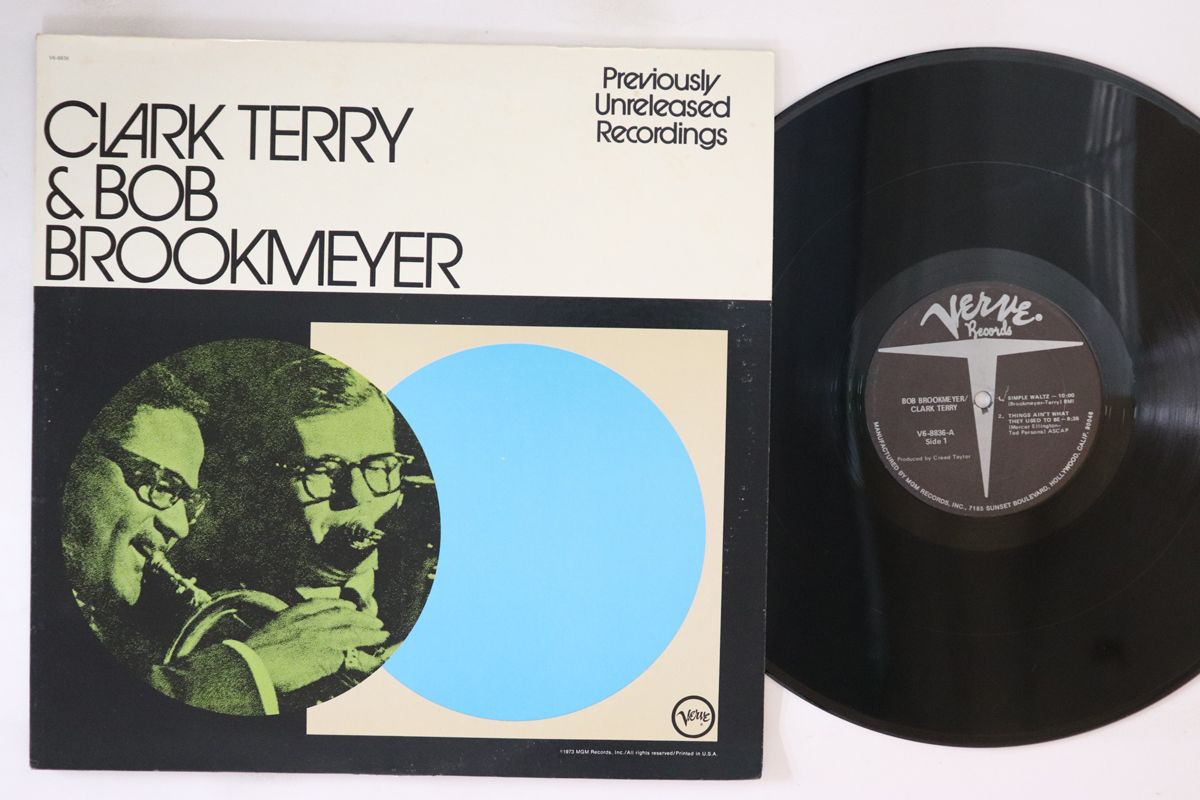 V6-8836
CLARK TERRY
& BOB
BROOKMEYER
Previously
Unreleased
Recordings
Verve
©1973 MGM Records, Inc./All rights reserved/Printed in U.S.A.
Verve
Records
BOB BROOKMEYER/
CLARK TERRY
V6-8836-A
Side 1
Produced by Creed Taylor
1. SIMPLE WALTZ — 10:00
(Brookmeyer-Terry) BMI
2. THINGS AIN'T WHAT
THEY USED TO BE — 8:26
(Mercer Ellington-
Ted Persons) ASCAP
MANUFACTURED BY MGM RECORDS, INC., 7165 SUNSET BOULEVARD, HOLLYWOOD, CALIF. 90046